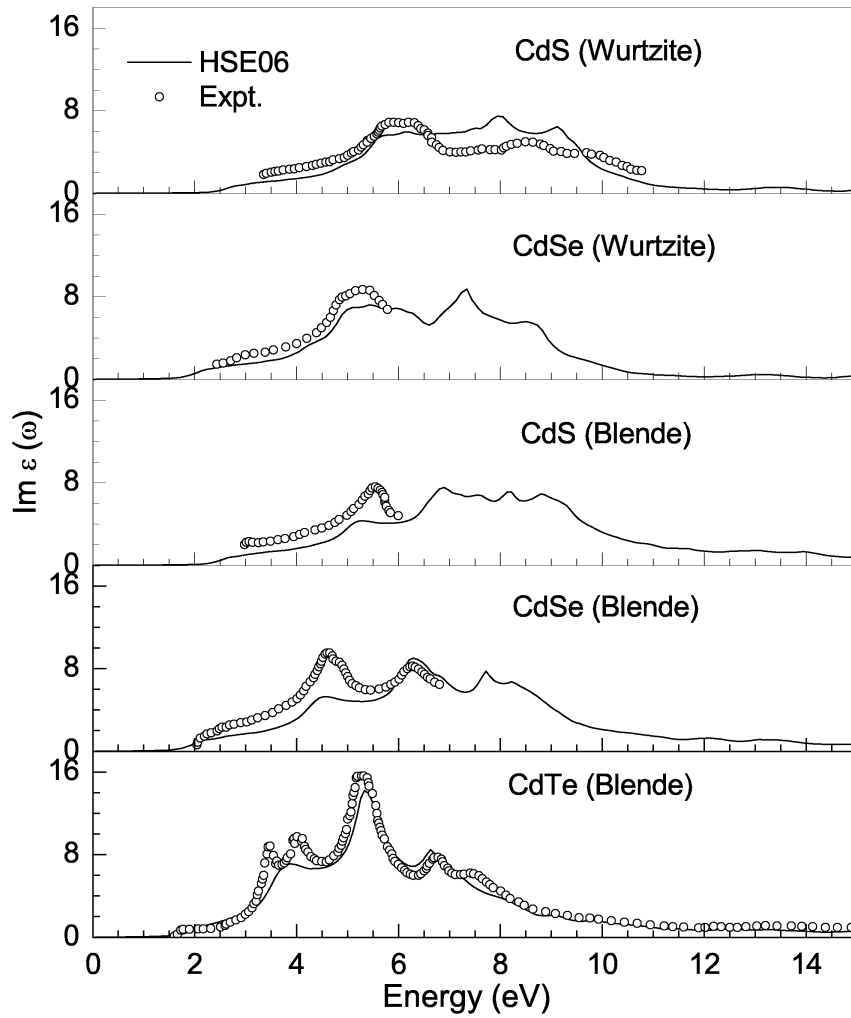 16
CdS (Wurtzite)
HSE06
Expt.
8
0
16
CdSe (Wurtzite)
8
0
16
CdS (Blende)
8
0
16
CdSe (Blende)
8
0
16
CdTe (Blende)
8
0
Im ε (ω)
0 2 4 6 8 10 12 14
Energy (eV)